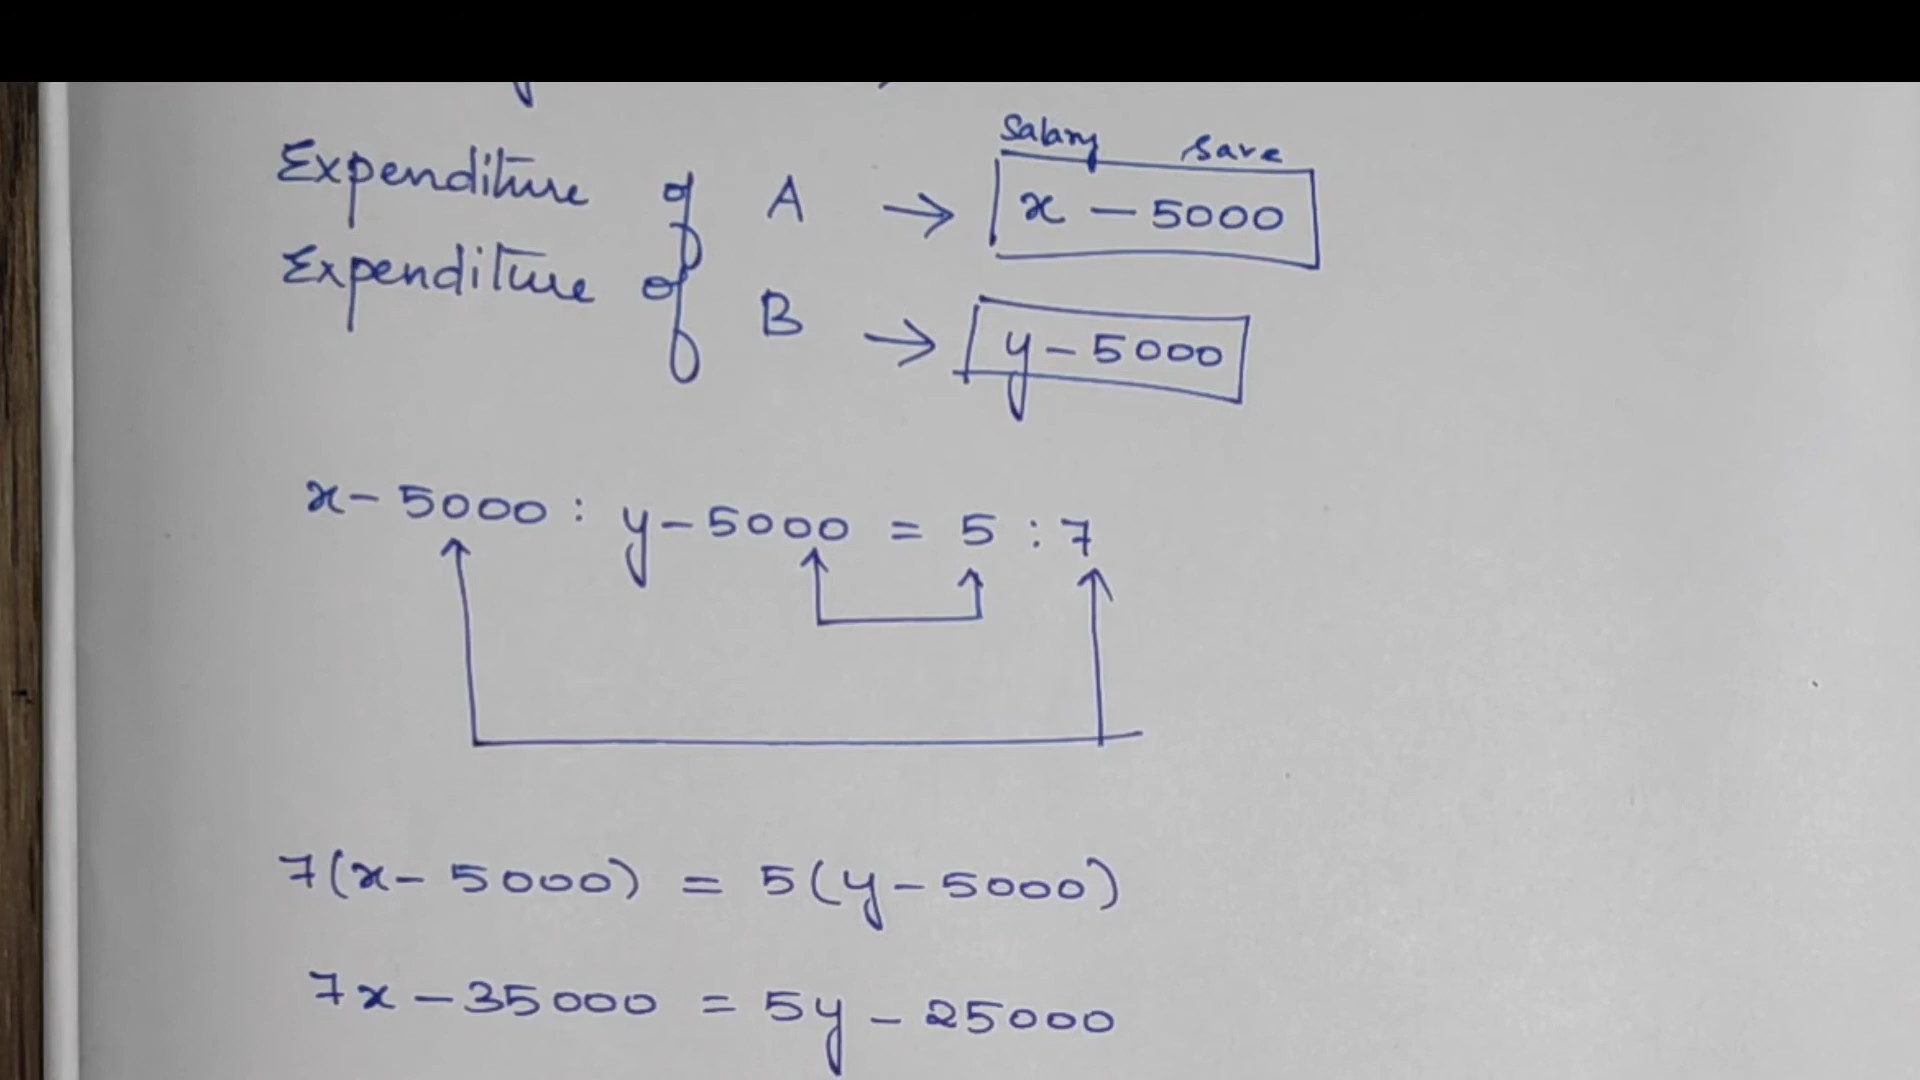 Salary Save
Expenditure of A → x - 5000
Expenditure of B → y - 5000
x - 5000 : y - 5000 = 5 : 7
7(x - 5000) = 5(y - 5000)
7x - 35000 = 5y - 25000